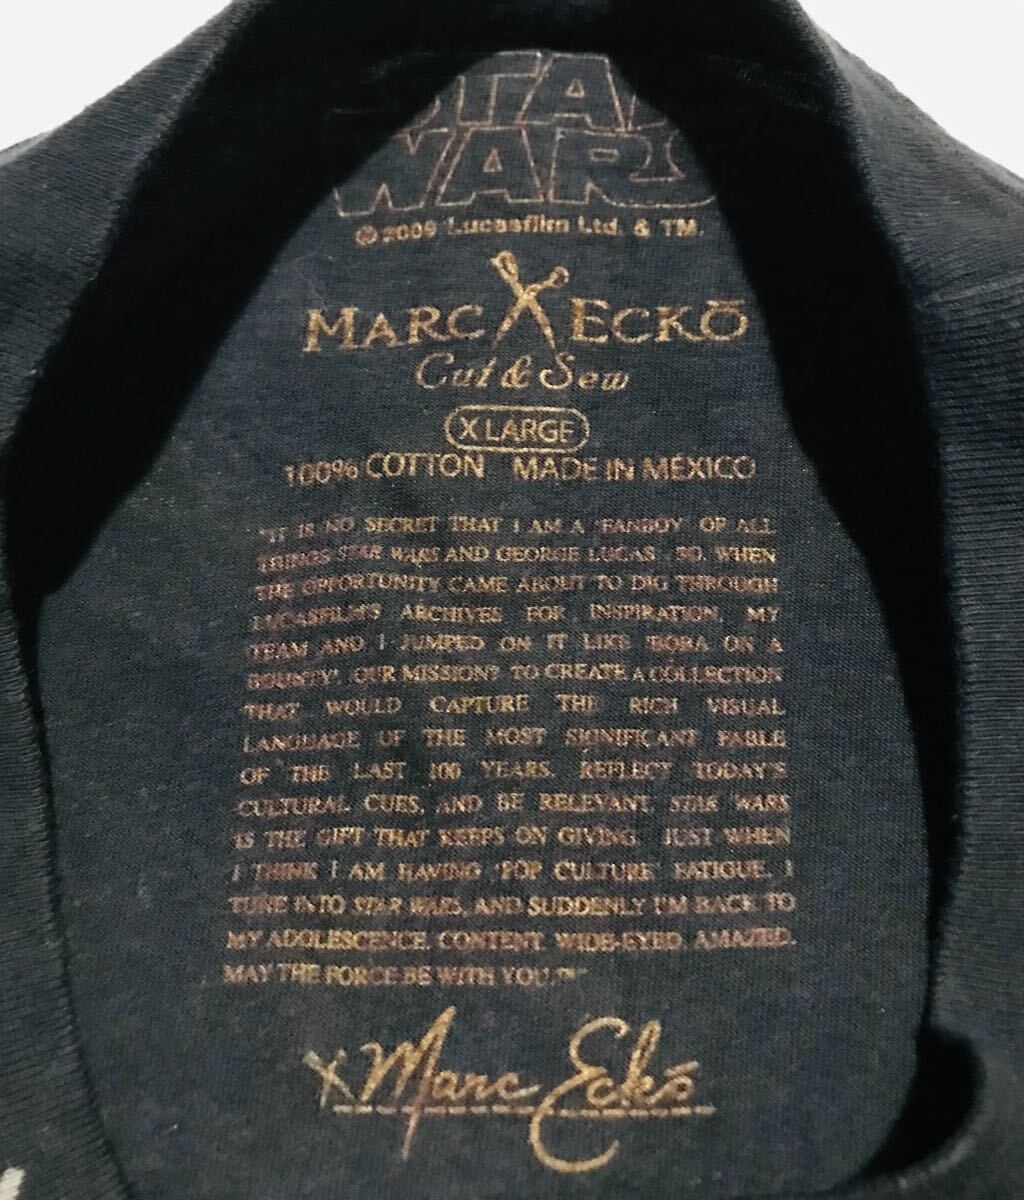 STAR
WARS
© 2009 Lucasfilm Ltd. & TM.
MARC ECKŌ
Cut & Sew
X LARGE
100% COTTON MADE IN MEXICO
"IT IS NO SECRET THAT I AM A 'FANBOY' OF ALL
THINGS STAR WARS AND GEORGE LUCAS. SO, WHEN
THE OPPORTUNITY CAME ABOUT TO DIG THROUGH
LUCASFILM'S ARCHIVES FOR INSPIRATION, MY
TEAM AND I JUMPED ON IT LIKE 'BOBA ON A
BOUNTY'. OUR MISSION? TO CREATE A COLLECTION
THAT WOULD CAPTURE THE RICH VISUAL
LANGUAGE OF THE MOST SIGNIFICANT FABLE
OF THE LAST 100 YEARS. REFLECT TODAY'S
CULTURAL CUES, AND BE RELEVANT. STAR WARS
IS THE GIFT THAT KEEPS ON GIVING. JUST WHEN
I THINK I AM HAVING 'POP CULTURE' FATIGUE, I
TUNE INTO STAR WARS, AND SUDDENLY I'M BACK TO
MY ADOLESCENCE. CONTENT. WIDE-EYED. AMAZED.
MAY THE FORCE BE WITH YOU.™"
Marc Eckō